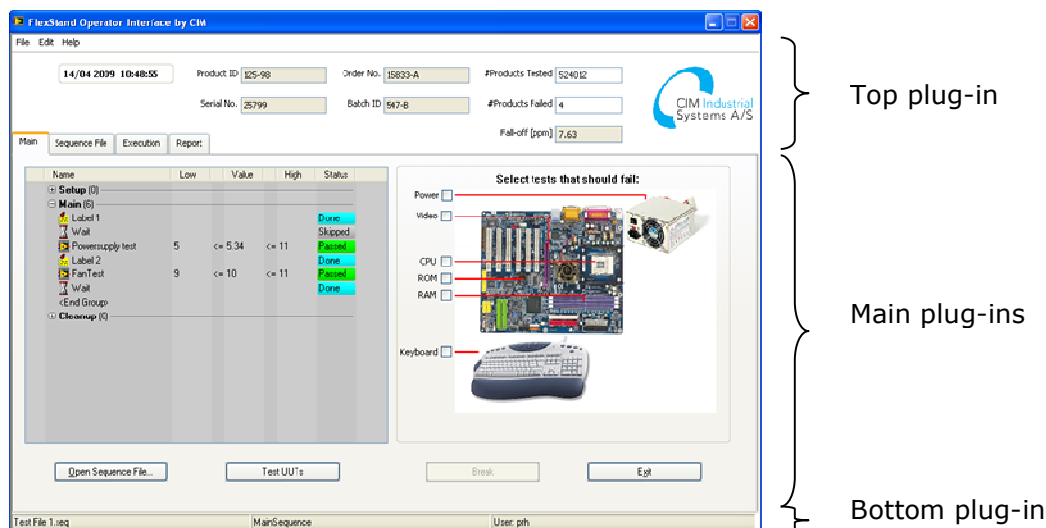 FlexStand Operator Interface by CIM
File Edit Help
14/04 2009 10:48:55
Product ID 125-98
Order No. 15833-A
#Products Tested 524012
Serial No. 25799
Batch ID 547-B
#Products Failed 4
Fall-off [ppm] 7.63
CIM Industrial
Systems A/S
Top plug-in
Main Sequence File Execution Report
Name Low Value High Status
Setup (0)
Main (6)
Label 1 Done
Wait Skipped
Powersupply test 5 <= 5.34 <= 11 Passed
Label 2 Done
FanTest 9 <= 10 <= 11 Passed
Wait Done
<End Group>
Cleanup (0)
Select tests that should fail:
Power
Video
CPU
ROM
RAM
Keyboard
Main plug-ins
Open Sequence File... Test UUTs Break Exit
Test File 1.seq MainSequence User: prh
Bottom plug-in